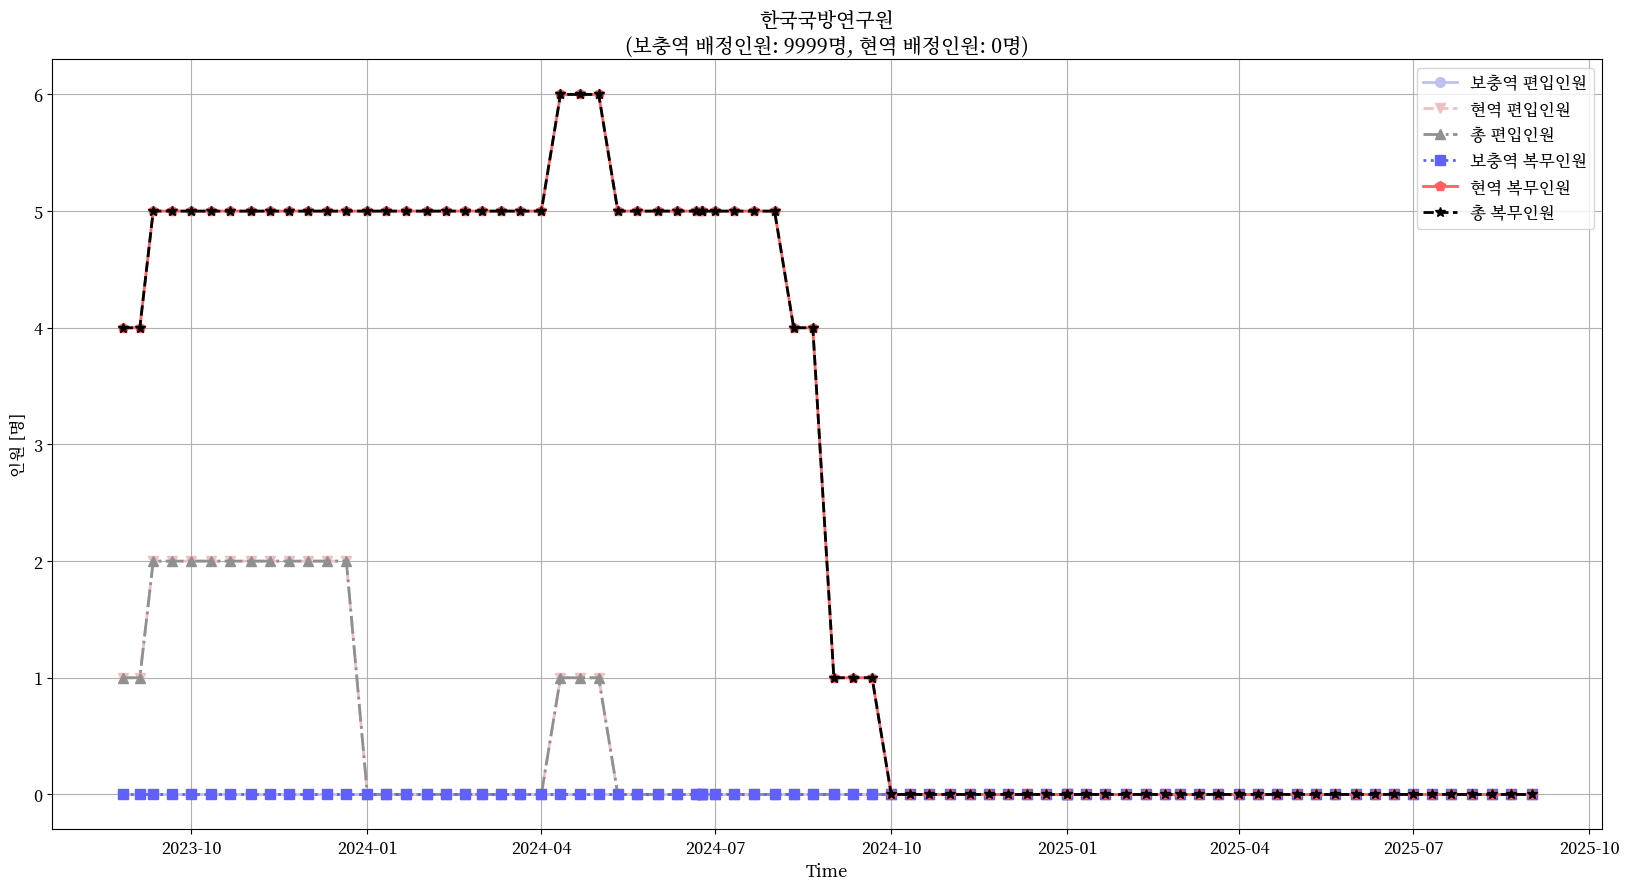 한국국방연구원
(보충역 배정인원: 9999명, 현역 배정인원: 0명)
보충역 편입인원
현역 편입인원
총 편입인원
보충역 복무인원
현역 복무인원
총 복무인원
인원 [명]
6
5
4
3
2
1
0
2023-10
2024-01
2024-04
2024-07
2024-10
2025-01
2025-04
2025-07
2025-10
Time